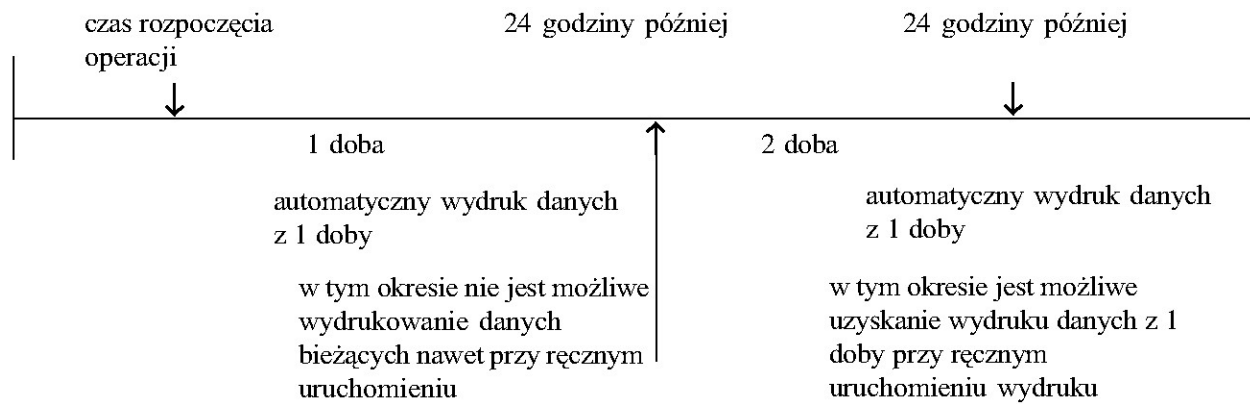 czas rozpoczęcia
operacji
24 godziny później
24 godziny później
1 doba
2 doba
automatyczny wydruk danych
z 1 doby
automatyczny wydruk danych
z 1 doby
w tym okresie nie jest możliwe
wydrukowanie danych
bieżących nawet przy ręcznym
uruchomieniu
w tym okresie jest możliwe
uzyskanie wydruku danych z 1
doby przy ręcznym
uruchomieniu wydruku